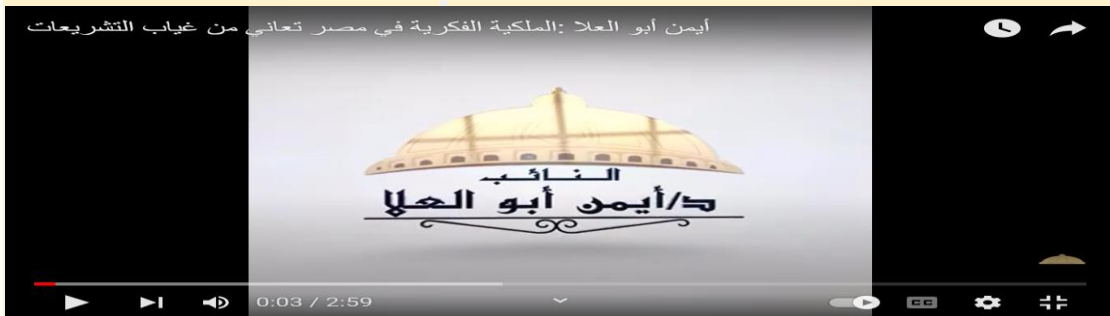 أيمن أبو العلا :الملكية الفكرية في مصر تعاني من غياب التشريعات
النائب
د/أيمن أبو العلا
0:03 / 2:59
CC